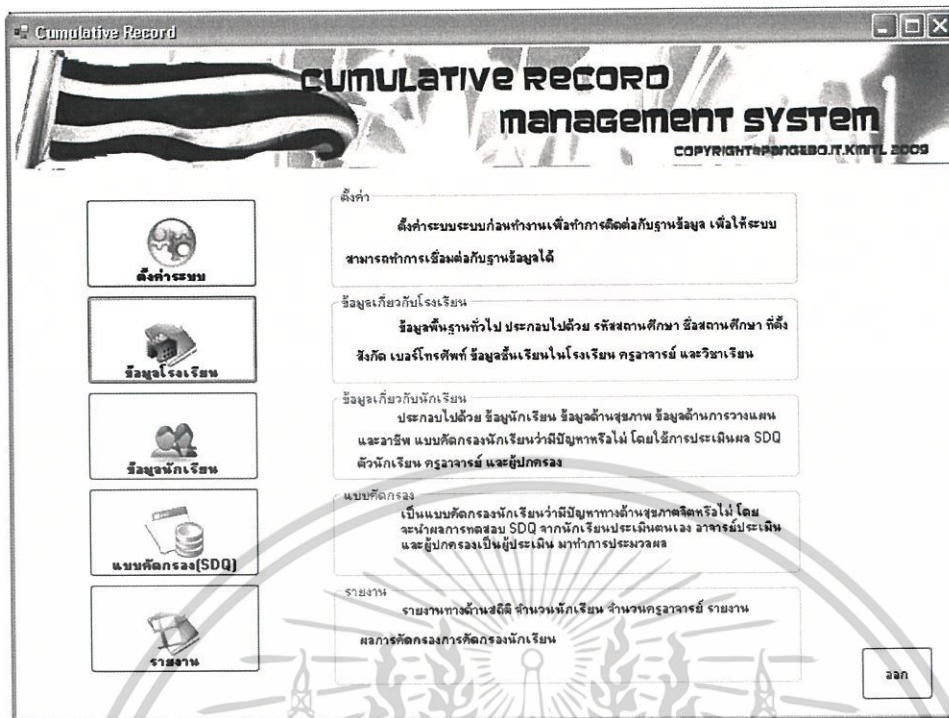 Cumulative Record
CUMULATIVE RECORD
MANAGEMENT SYSTEM
COPYRIGHT@PANG&BO.IT.KMITL 2009
ตั้งค่าระบบ
ตั้งค่า
ตั้งค่าระบบระบบก่อนทำงานเพื่อทำการติดต่อกับฐานข้อมูล เพื่อให้ระบบ
สามารถทำการเชื่อมต่อกับฐานข้อมูลได้
ข้อมูลโรงเรียน
ข้อมูลเกี่ยวกับโรงเรียน
ข้อมูลพื้นฐานทั่วไป ประกอบไปด้วย รหัสสถานศึกษา ชื่อสถานศึกษา ที่ตั้ง
สังกัด เบอร์โทรศัพท์ ข้อมูลชั้นเรียนในโรงเรียน ครูอาจารย์ และวิชาเรียน
ข้อมูลนักเรียน
ข้อมูลเกี่ยวกับนักเรียน
ประกอบไปด้วย ข้อมูนักเรียน ข้อมูลด้านสุขภาพ ข้อมูลด้านการวางแผน
และอาชีพ แบบคัดกรองนักเรียนว่ามีปัญหาหรือไม่ โดยใช้การประเมินผล SDQ
ตัวนักเรียน ครูอาจารย์ และผู้ปกครอง
แบบคัดกรอง(SDQ)
แบบคัดกรอง
เป็นแบบคัดกรองนักเรียนว่ามีปัญหาทางด้านสุขภาตจิตหรือไม่ โดย
จะนำผลการทดสอบ SDQ จากนักเรียนประเมินตนเอง อาจารย์ประเมิน
และผู้ปกครองเป็นผู้ประเมิน มาทำการประมวลผล
รายงาน
รายงาน
รายงานทางด้านสถิติ จำนวนนักเรียน จำนวนครูอาจารย์ รายงาน
ผลการคัดกรองการคัดกรองนักเรียน
ออก